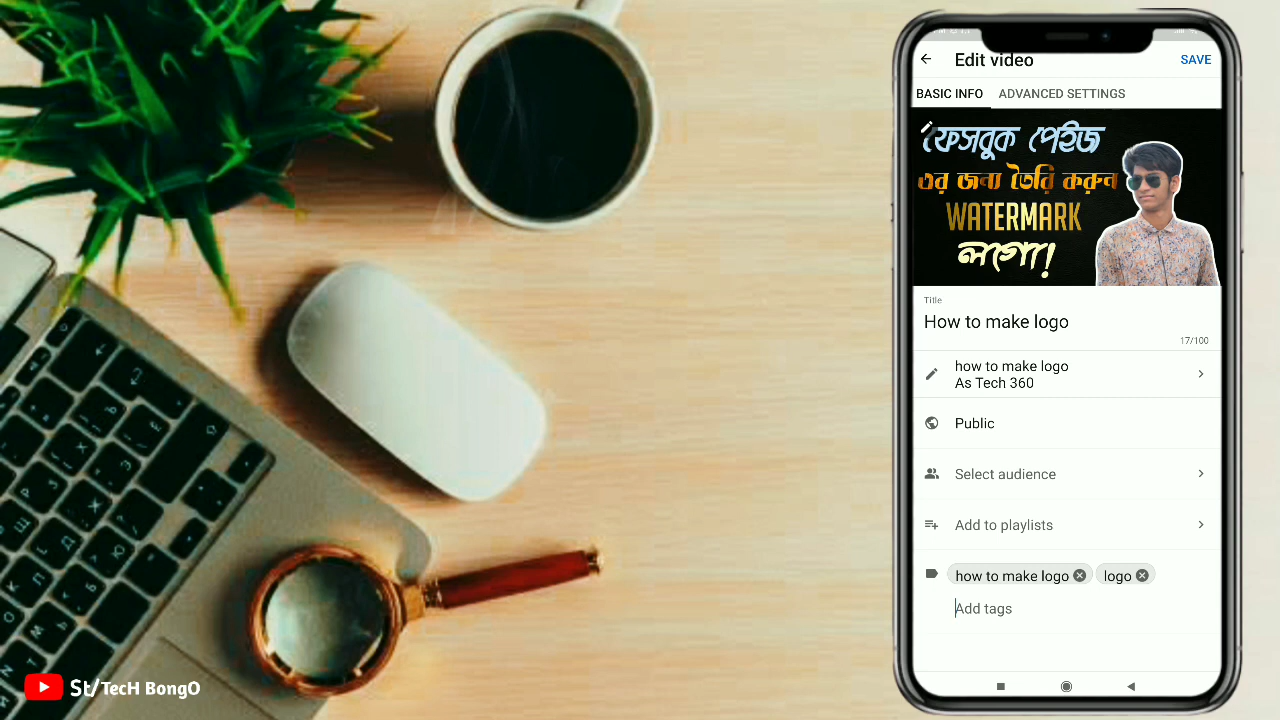 Edit video
SAVE
BASIC INFO
ADVANCED SETTINGS
ফেসবুক পেইজ
এর জন্য তৈরি করুন
WATERMARK
লগো!
Title
How to make logo
17/100
how to make logo
As Tech 360
Public
Select audience
Add to playlists
how to make logo
logo
Add tags
St/TecH BongO